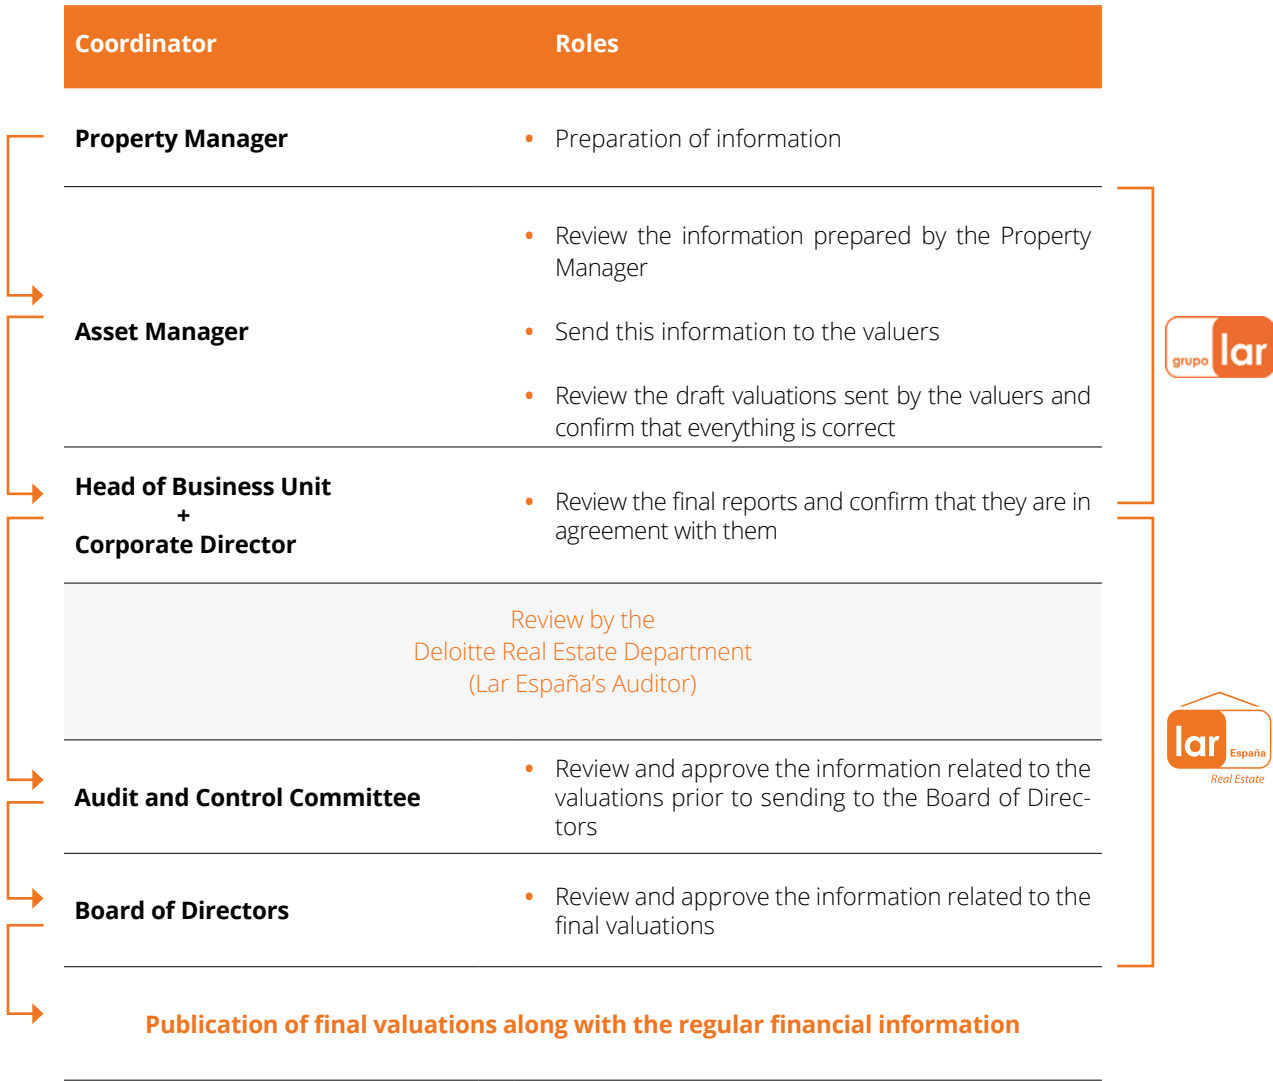 Coordinator Roles
Property Manager • Preparation of information
• Review the information prepared by the Property
Manager
Asset Manager • Send this information to the valuers
• Review the draft valuations sent by the valuers and
confirm that everything is correct
grupo lar
Head of Business Unit
+
Corporate Director
• Review the final reports and confirm that they are in
agreement with them
Review by the
Deloitte Real Estate Department
(Lar España’s Auditor)
lar España
Real Estate
Audit and Control Committee
• Review and approve the information related to the
valuations prior to sending to the Board of Direc-
tors
Board of Directors
• Review and approve the information related to the
final valuations
Publication of final valuations along with the regular financial information